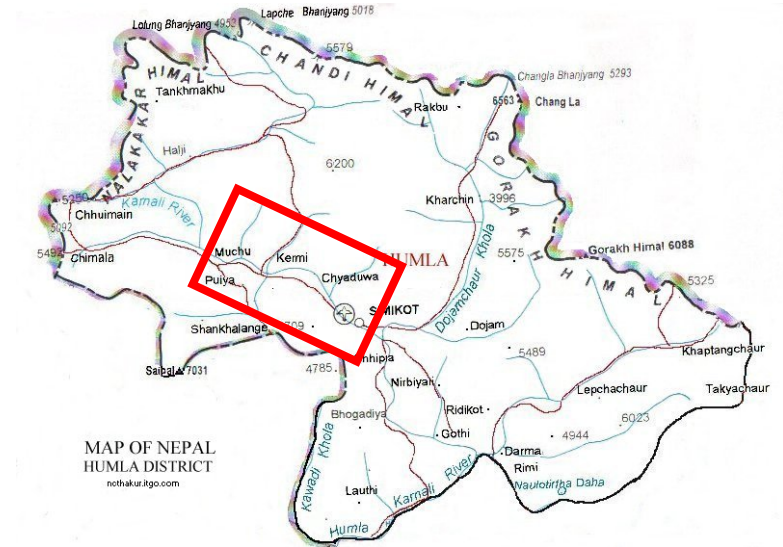 Lapche Bhanjyang 5018
Lolung Bhanjyang 4952
5579
CHANDI HIMAL
Changla Bhanjyang 5293
NALAKAKAR HIMAL
Tankhmakhu
Rakbu
6563
Chang La
GORAKH HIMAL
Halji
6200
5250
Karnali River
Kharchin
3996
Chhuimain
5092
5492
Chimala
Muchu
Kermi
HUMLA
Dojamchaur Khola
5575
Gorakh Himal 6088
Puiya
Chyaduwa
5325
SIMIKOT
Shankhalange
Dojam
5489
Khaptangchaur
Saipal 7031
4785
Nirbiyah
Lepchachaur
Takyachaur
Bhogadiya
Ridikot
6023
Gothi
4944
MAP OF NEPAL
HUMLA DISTRICT
nothakur.itgo.com
Kawadi Khola
Darma
Rimi
Lauthi
Karnali River
Naulotirtha Daha
Humla